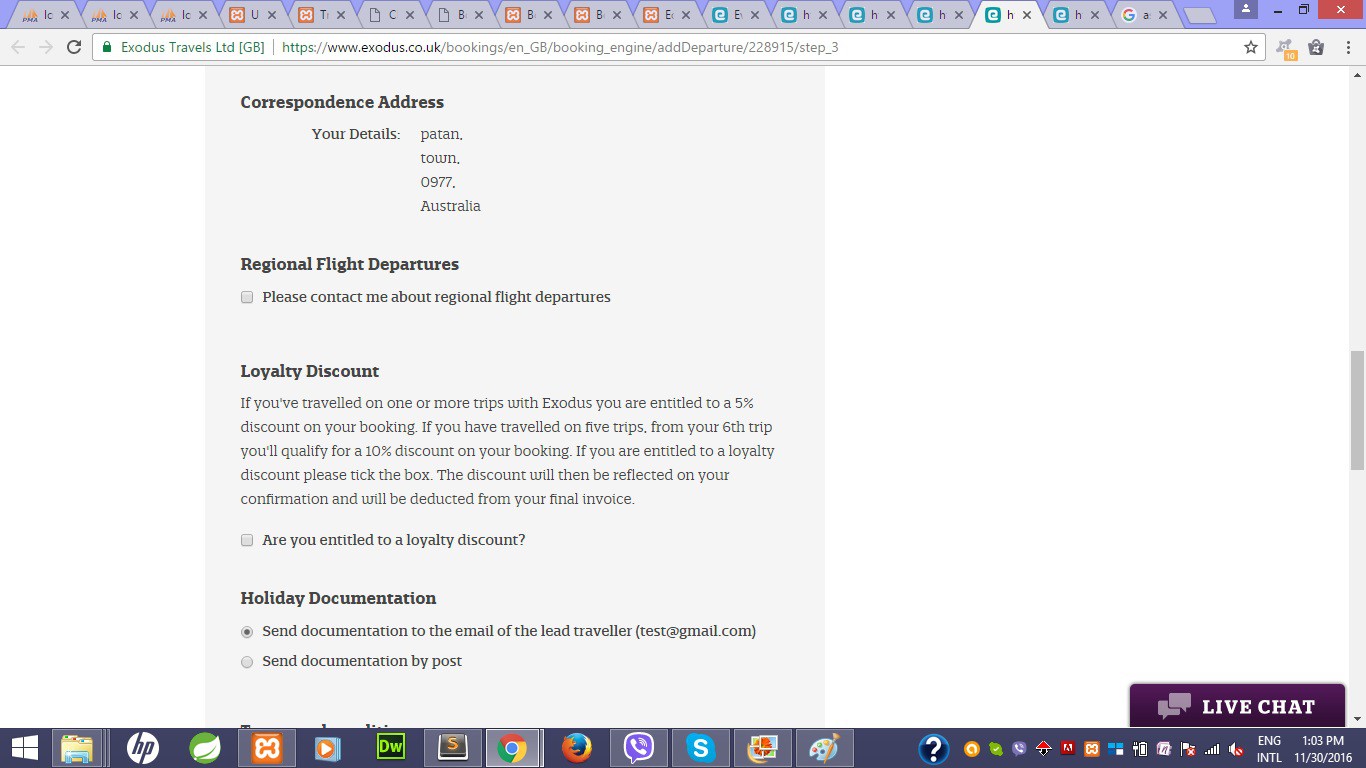 Exodus Travels Ltd [GB] https://www.exodus.co.uk/bookings/en_GB/booking_engine/addDeparture/228915/step_3
10
Correspondence Address
Your Details: patan,
town,
0977,
Australia
Regional Flight Departures
Please contact me about regional flight departures
Loyalty Discount
If you've travelled on one or more trips with Exodus you are entitled to a 5%
discount on your booking. If you have travelled on five trips, from your 6th trip
you'll qualify for a 10% discount on your booking. If you are entitled to a loyalty
discount please tick the box. The discount will then be reflected on your
confirmation and will be deducted from your final invoice.
Are you entitled to a loyalty discount?
Holiday Documentation
Send documentation to the email of the lead traveller (test@gmail.com)
Send documentation by post
LIVE CHAT
hp Dw S S ?
ENG 1:03 PM
INTL 11/30/2016